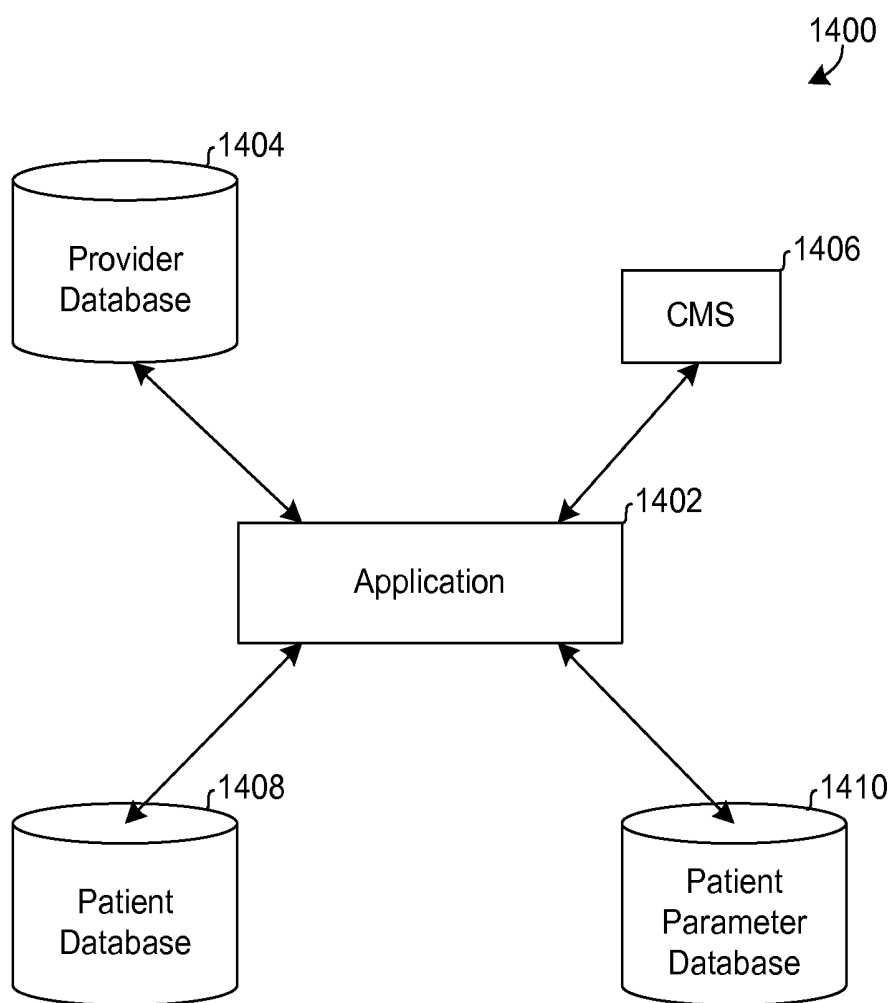 1400
1404
Provider
Database
1406
CMS
1402
Application
1408
Patient
Database
1410
Patient
Parameter
Database